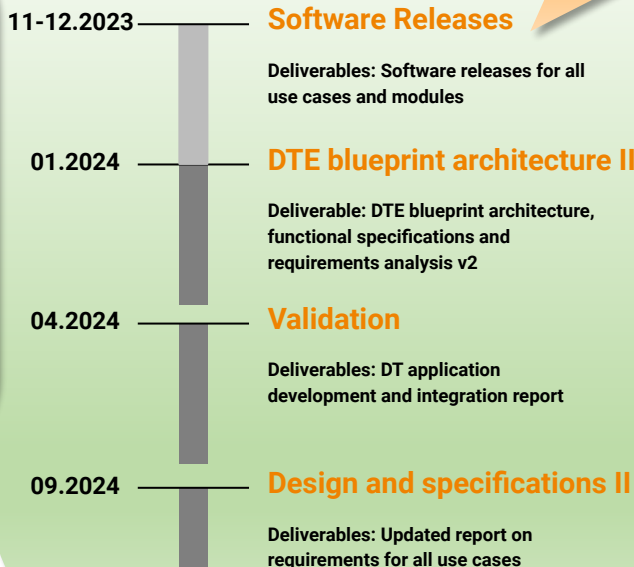 11-12.2023
Software Releases
Deliverables: Software releases for all
use cases and modules
01.2024
DTE blueprint architecture II
Deliverable: DTE blueprint architecture,
functional specifications and
requirements analysis v2
04.2024
Validation
Deliverables: DT application
development and integration report
09.2024
Design and specifications II
Deliverables: Updated report on
requirements for all use cases